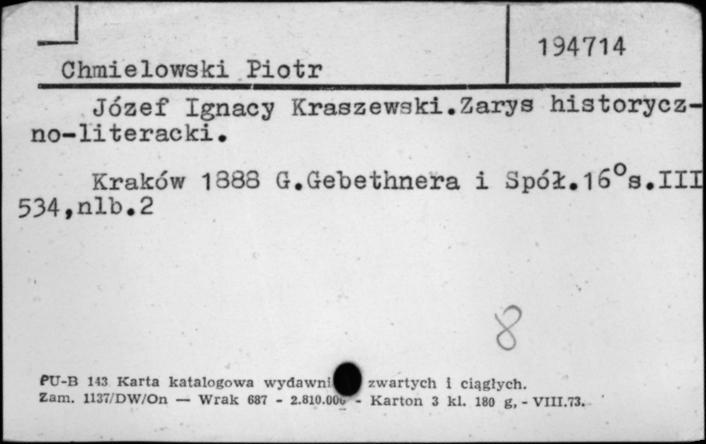 194714
Chmielowski Piotr
Józef Ignacy Kraszewski.Zarys historycz-
no-literacki.
Kraków 1888 G.Gebethnera i Spół.16°s.III
534,nlb.2
8
PU-B 143 Karta katalogowa wydawni zwartych i ciągłych.
Zam. 1137/DW/On — Wrak 687 - 2.810.000 - Karton 3 kl. 180 g, - VIII.73.